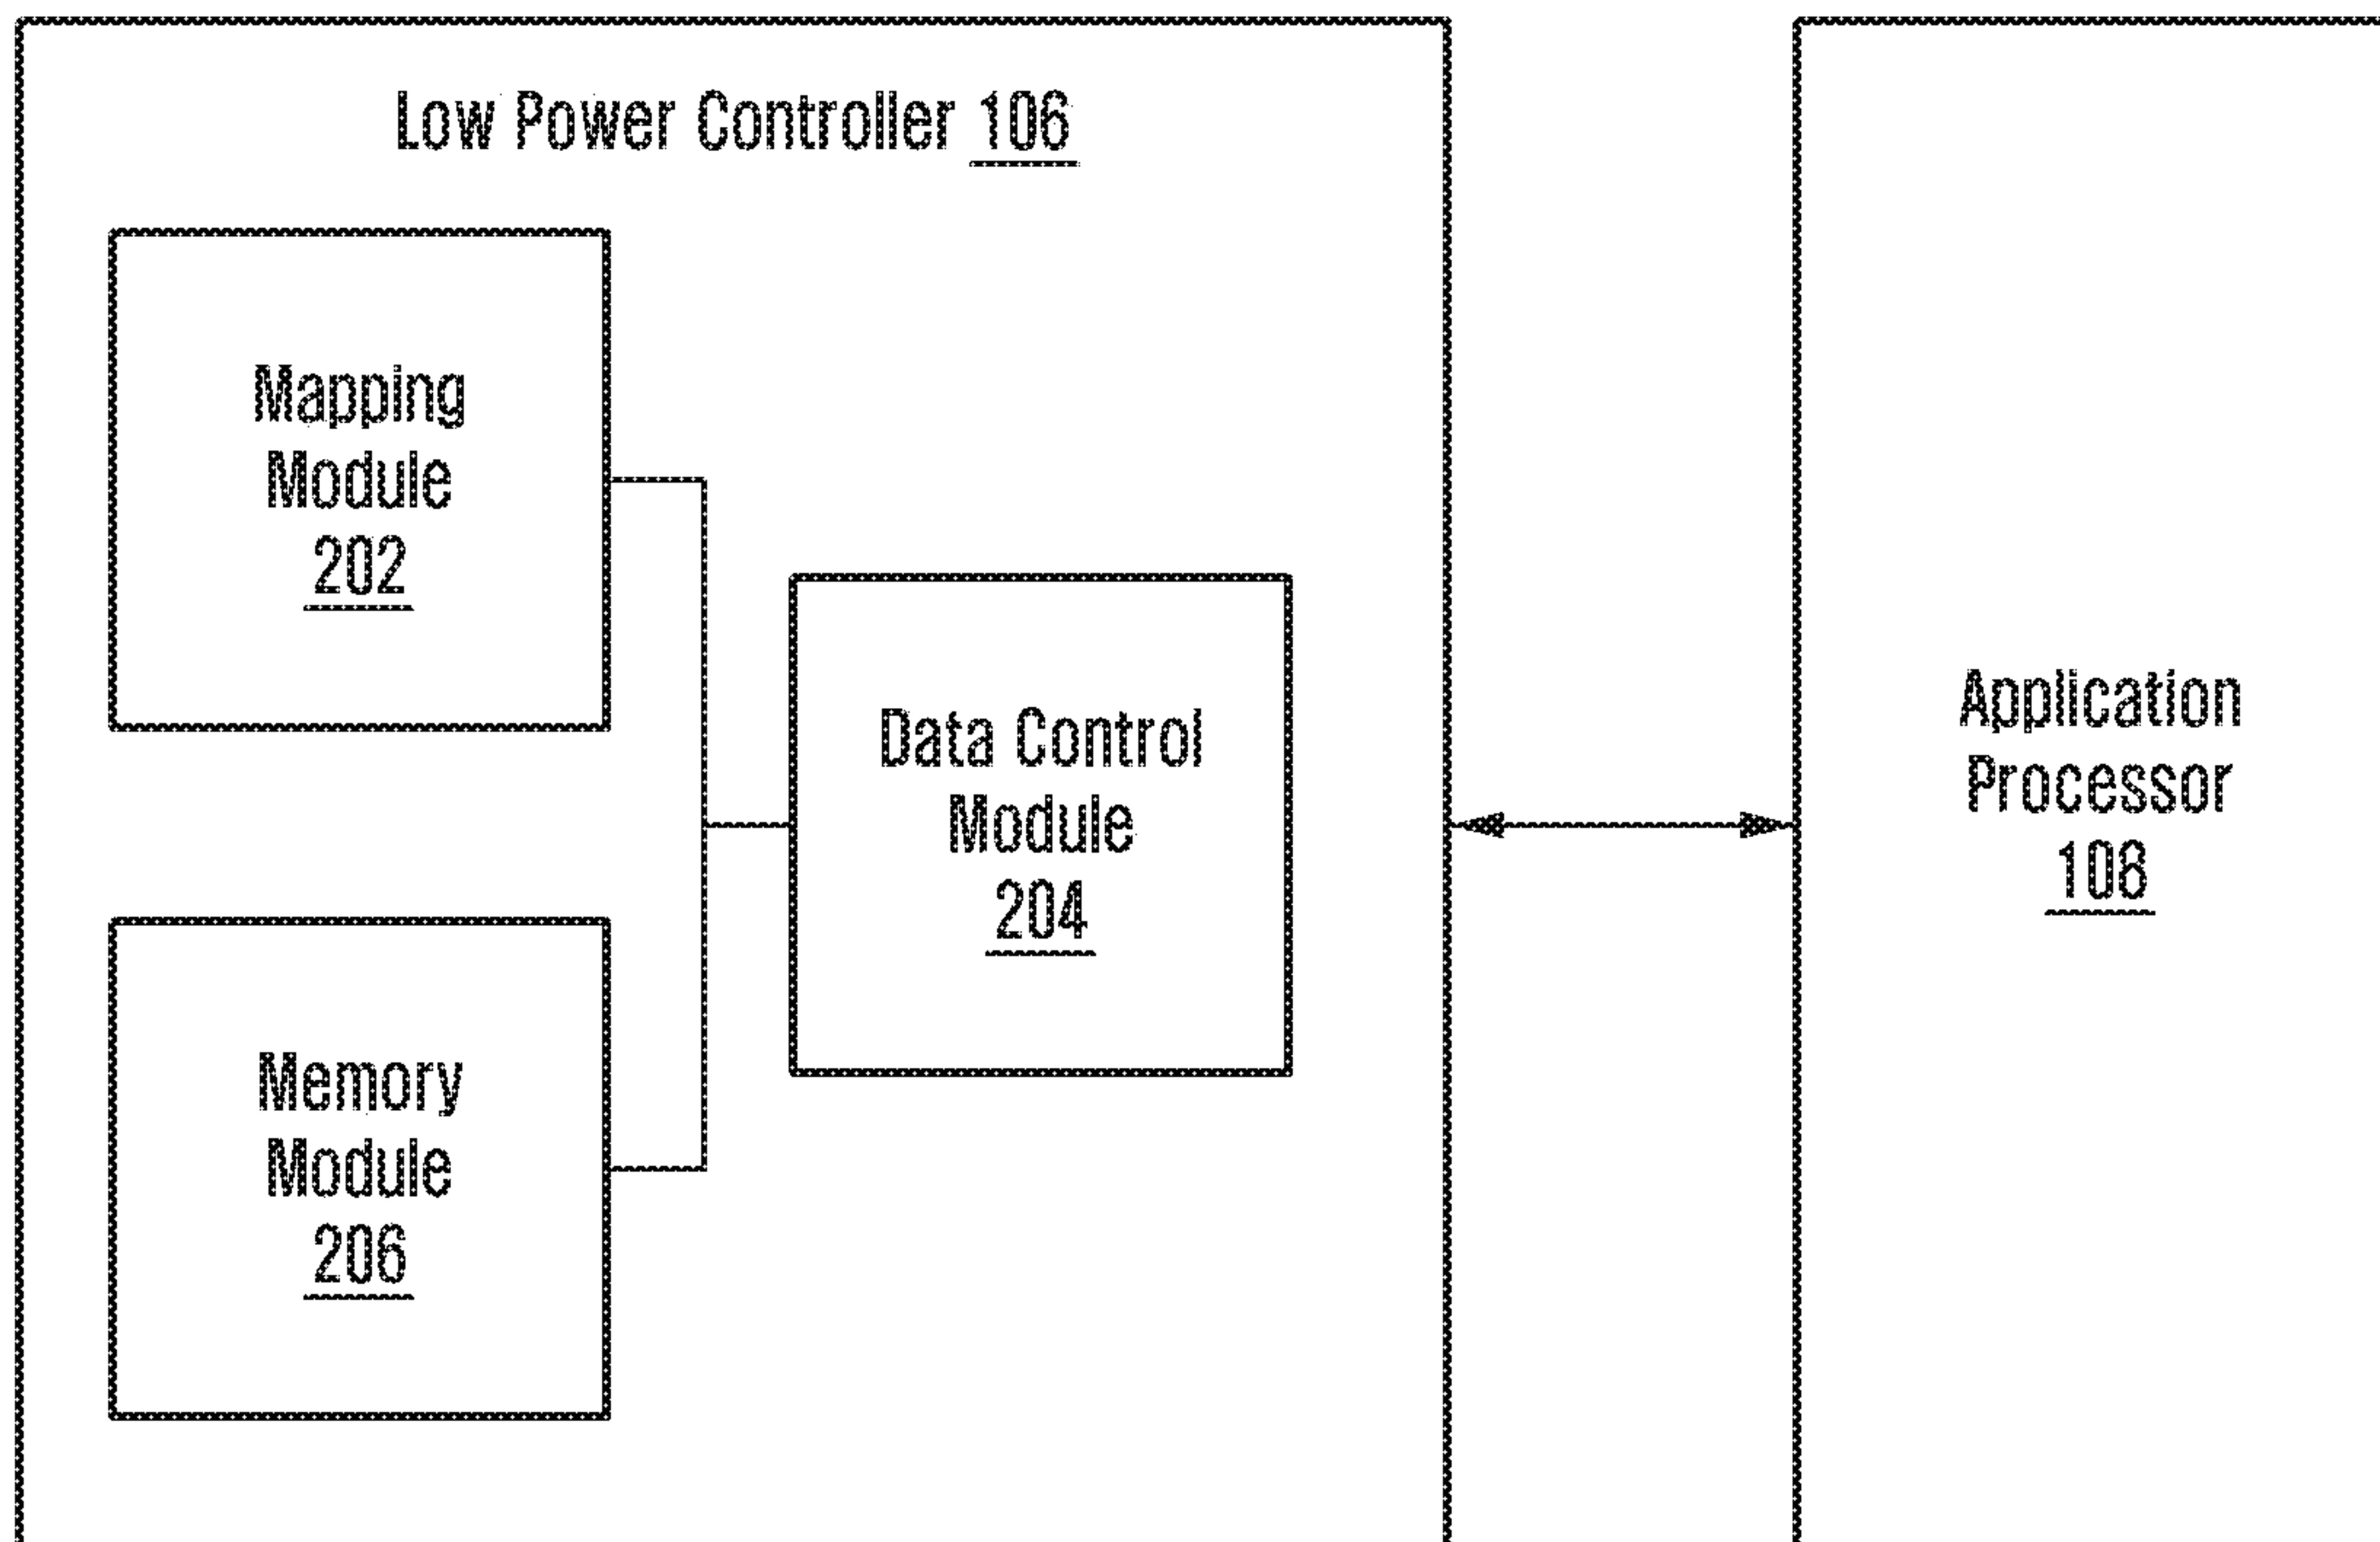 Low Power Controller 106
Mapping
Module
202
Data Control
Module
204
Memory
Module
206
Application
Processor
108